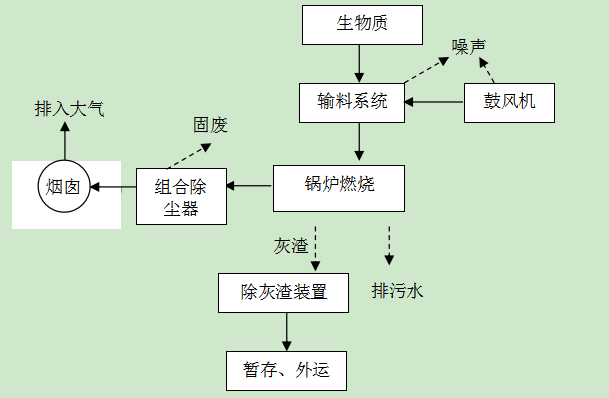 生物质
噪声
输料系统
鼓风机
排入大气
固废
烟囱
组合除
尘器
锅炉燃烧
灰渣
除灰渣装置
排污水
暂存、外运